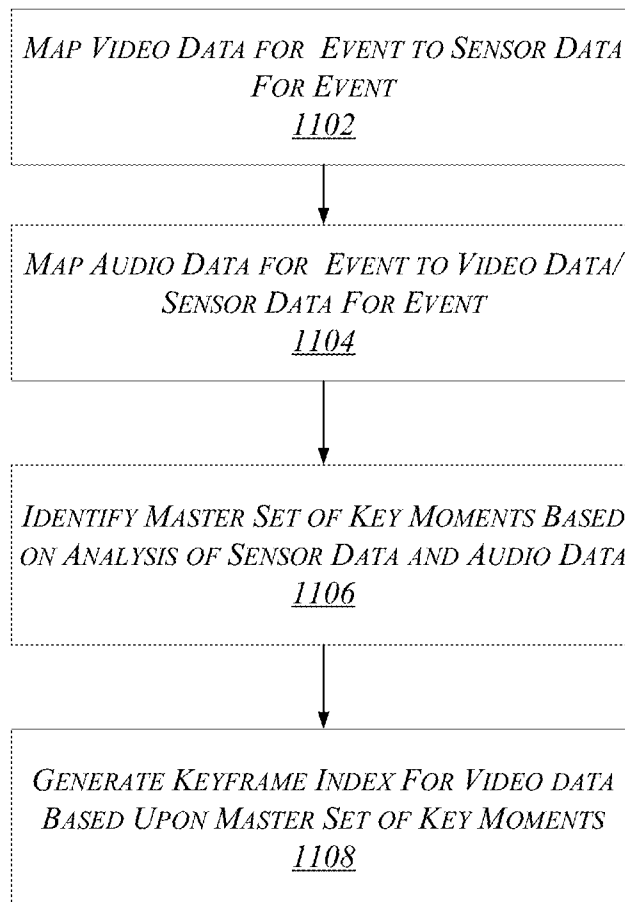 MAP VIDEO DATA FOR EVENT TO SENSOR DATA
FOR EVENT
1102
MAP AUDIO DATA FOR EVENT TO VIDEO DATA/
SENSOR DATA FOR EVENT
1104
IDENTIFY MASTER SET OF KEY MOMENTS BASED
ON ANALYSIS OF SENSOR DATA AND AUDIO DATA
1106
GENERATE KEYFRAME INDEX FOR VIDEO DATA
BASED UPON MASTER SET OF KEY MOMENTS
1108